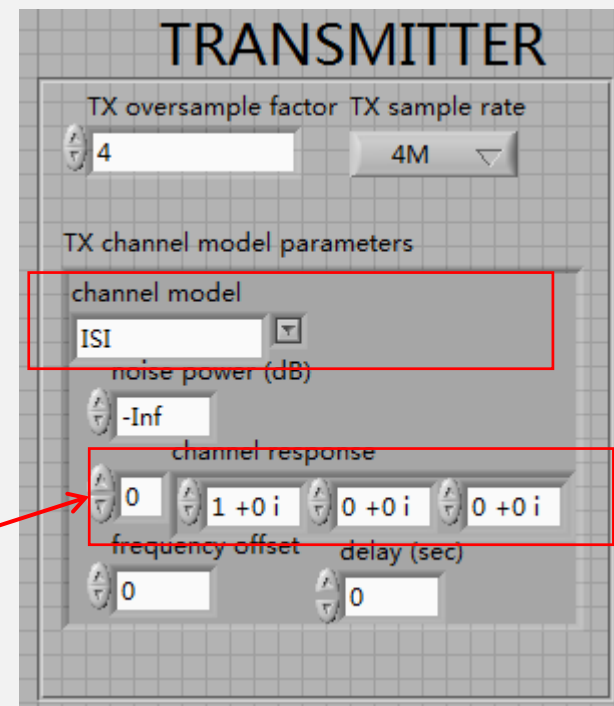 TRANSMITTER
TX oversample factor TX sample rate
4 4M
TX channel model parameters
channel model
ISI
noise power (dB)
-Inf
channel response
0 1 +0 i 0 +0 i 0 +0 i
frequency offset delay (sec)
0 0